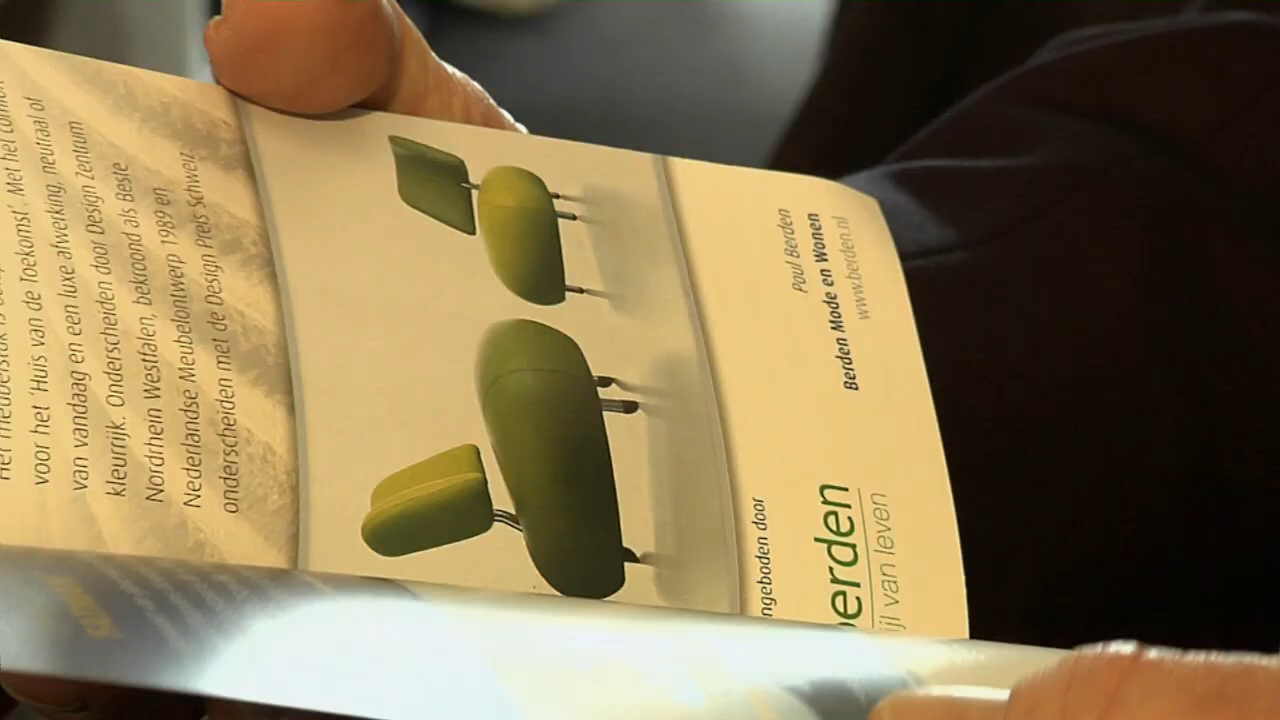 Het meubelstuk is
voor het 'Huis van de Toekomst'. Met het comfort
van vandaag en een luxe afwerking, neutraal of
kleurrijk. Onderscheiden door Design Zentrum
Nordrhein Westfalen, bekroond als Beste
Nederlandse Meubelontwerp 1989 en
onderscheiden met de Design Preis Schweiz.
ngeboden door
erden
ijl van leven
Paul Berden
Berden Mode en Wonen
www.berden.nl